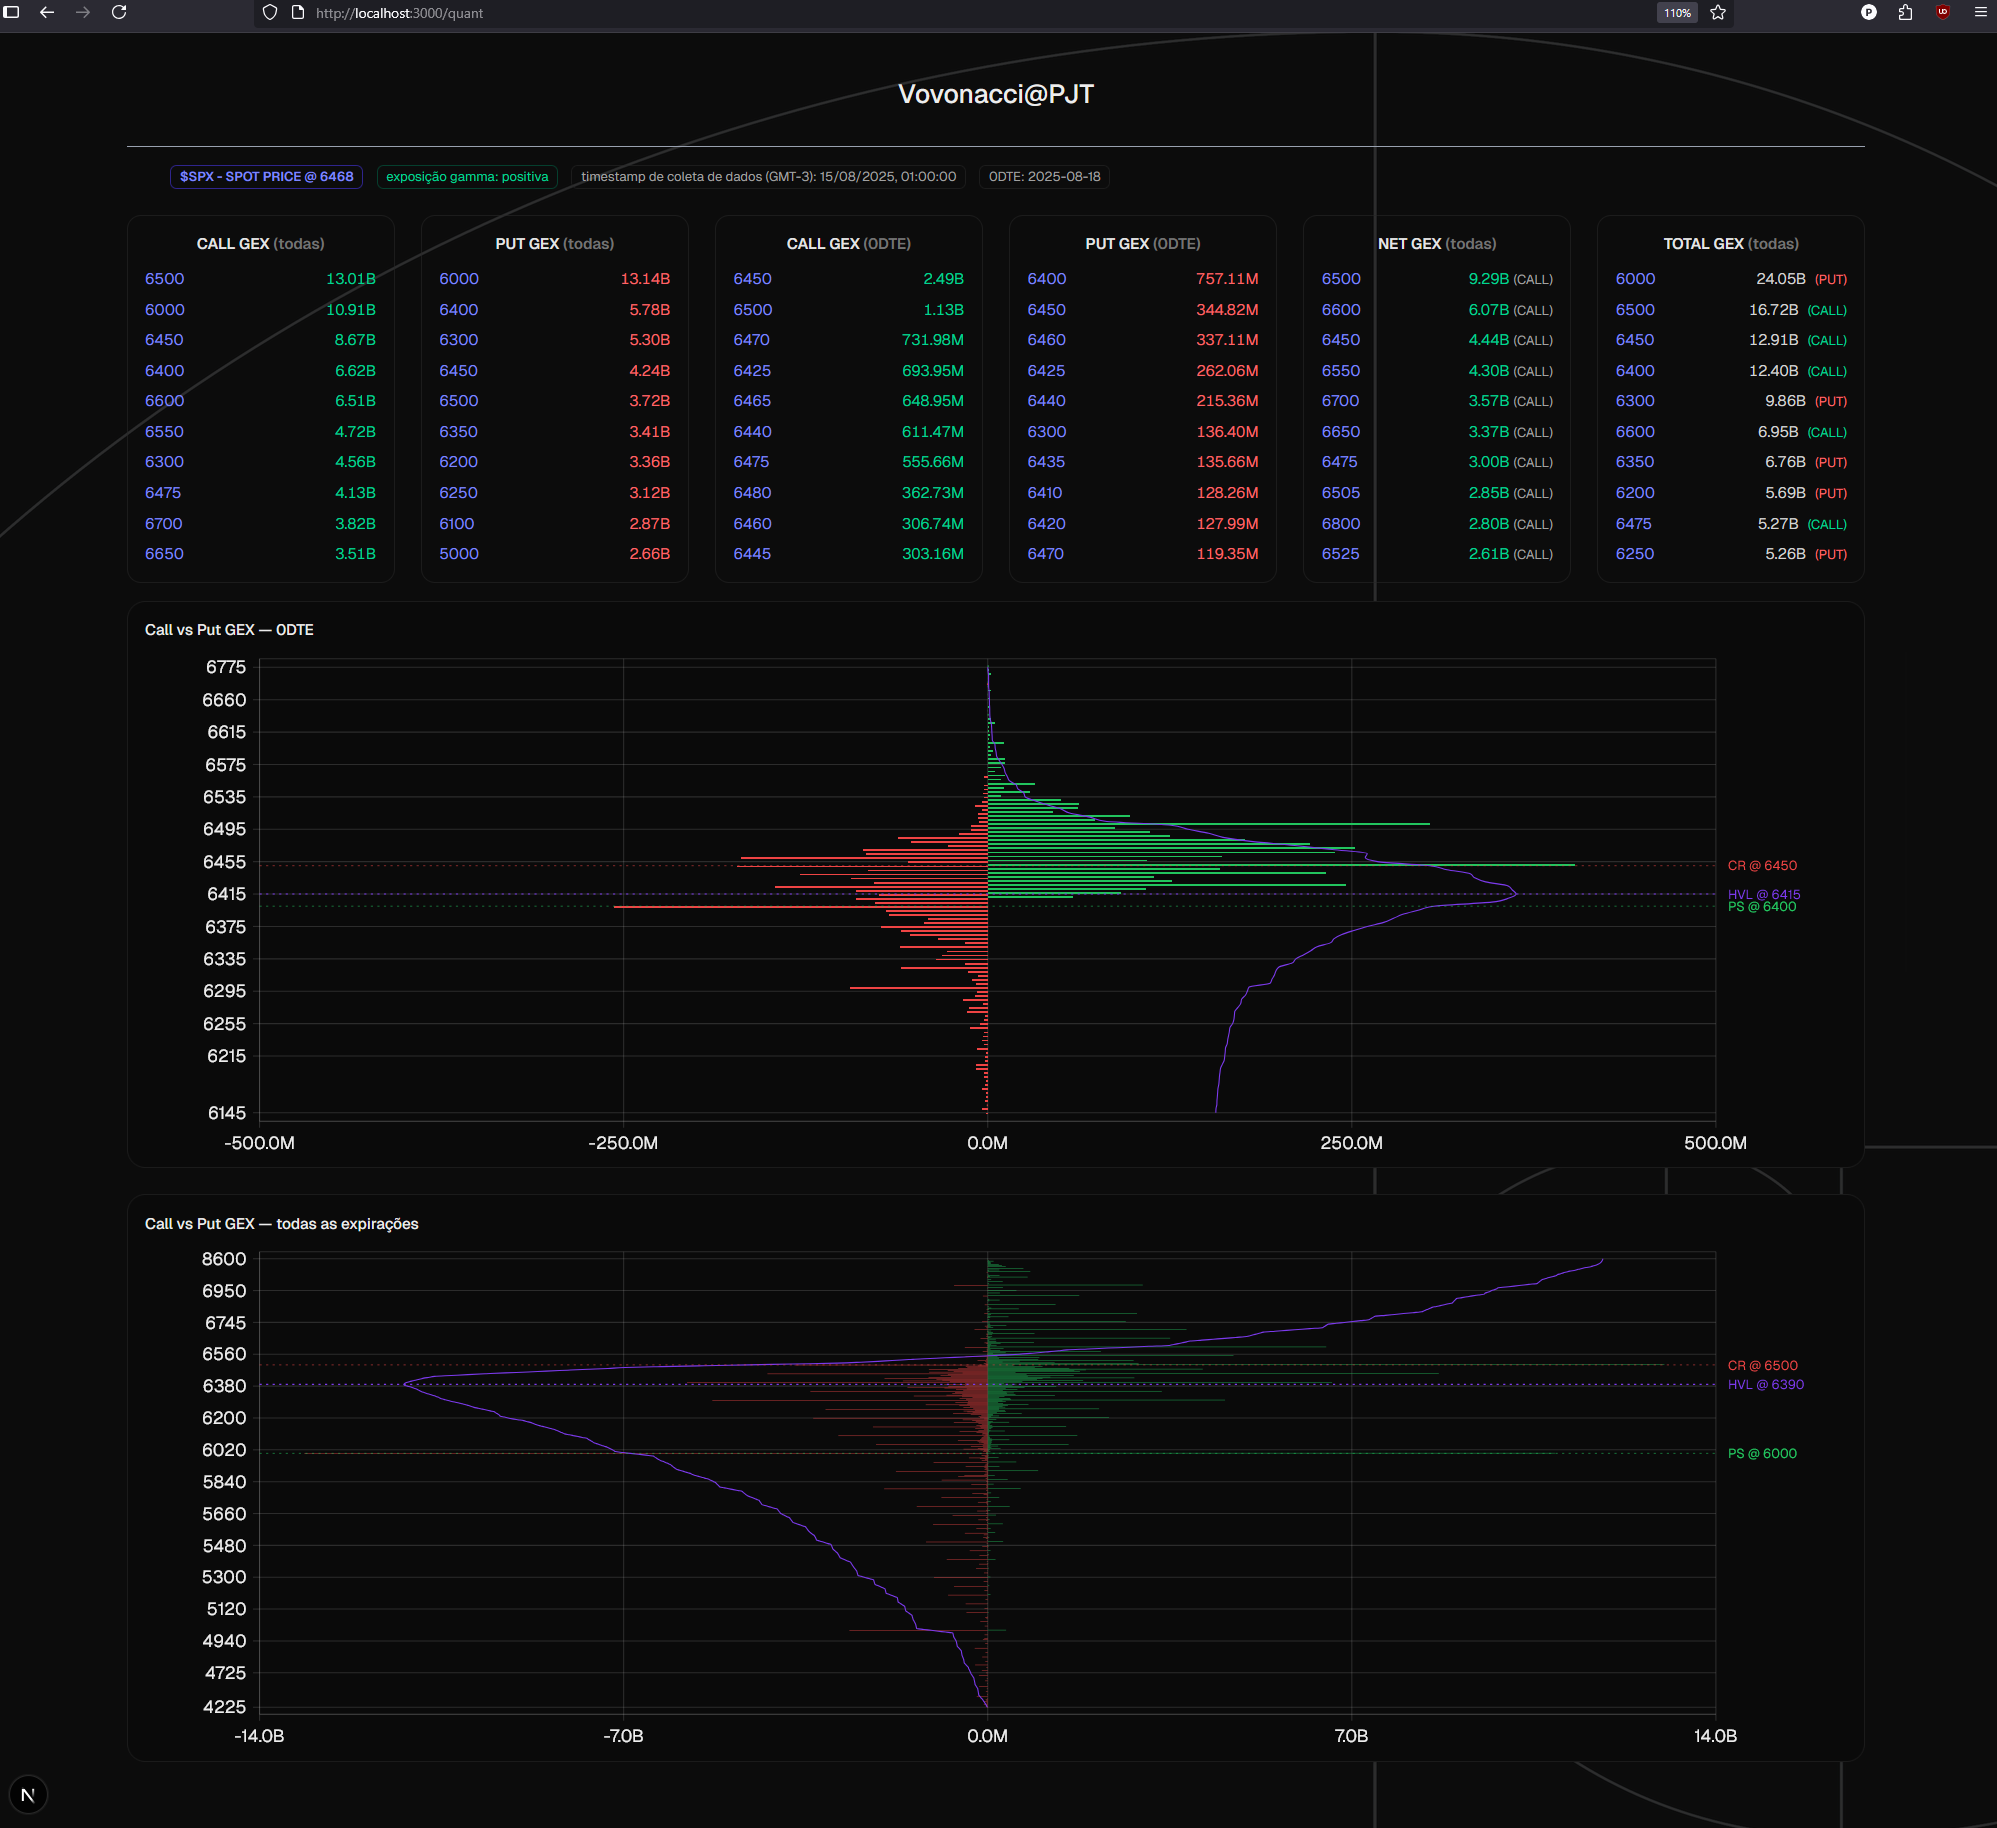 http://localhost:3000/quant
110%
Vovonacci@PJT
$SPX - SPOT PRICE @ 6468
exposição gamma: positiva
timestamp de coleta de dados (GMT-3): 15/08/2025, 01:00:00
0DTE: 2025-08-18
CALL GEX (todas)
6500 13.01B
6000 10.91B
6450 8.67B
6400 6.62B
6600 6.51B
6550 4.72B
6300 4.56B
6475 4.13B
6700 3.82B
6650 3.51B
PUT GEX (todas)
6000 13.14B
6400 5.78B
6300 5.30B
6450 4.24B
6500 3.72B
6350 3.41B
6200 3.36B
6250 3.12B
6100 2.87B
5000 2.66B
CALL GEX (0DTE)
6450 2.49B
6500 1.13B
6470 731.98M
6425 693.95M
6465 648.95M
6440 611.47M
6475 555.66M
6480 362.73M
6460 306.74M
6445 303.16M
PUT GEX (0DTE)
6400 757.11M
6450 344.82M
6460 337.11M
6425 262.06M
6440 215.36M
6300 136.40M
6435 135.66M
6410 128.26M
6420 127.99M
6470 119.35M
NET GEX (todas)
6500 9.29B (CALL)
6600 6.07B (CALL)
6450 4.44B (CALL)
6550 4.30B (CALL)
6700 3.57B (CALL)
6650 3.37B (CALL)
6475 3.00B (CALL)
6505 2.85B (CALL)
6800 2.80B (CALL)
6525 2.61B (CALL)
TOTAL GEX (todas)
6000 24.05B (PUT)
6500 16.72B (CALL)
6450 12.91B (CALL)
6400 12.40B (CALL)
6300 9.86B (PUT)
6600 6.95B (CALL)
6350 6.76B (PUT)
6200 5.69B (PUT)
6475 5.27B (CALL)
6250 5.26B (PUT)
Call vs Put GEX — 0DTE
6775
6660
6615
6575
6535
6495
6455
6415
6375
6335
6295
6255
6215
6145
CR @ 6450
HVL @ 6415
PS @ 6400
-500.0M -250.0M 0.0M 250.0M 500.0M
Call vs Put GEX — todas as expirações
8600
6950
6745
6560
6380
6200
6020
5840
5660
5480
5300
5120
4940
4725
4225
CR @ 6500
HVL @ 6390
PS @ 6000
-14.0B -7.0B 0.0M 7.0B 14.0B
N